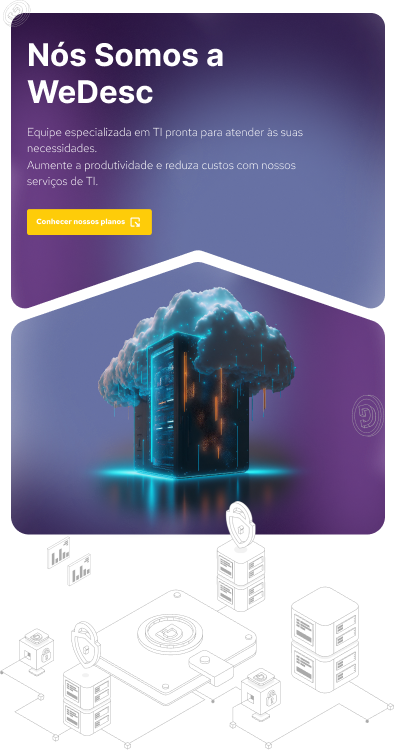 Nós Somos a
WeDesc
Equipe especializada em TI pronta para atender às suas
necessidades.
Aumente a produtividade e reduza custos com nossos
serviços de TI.
Conhecer nossos planos